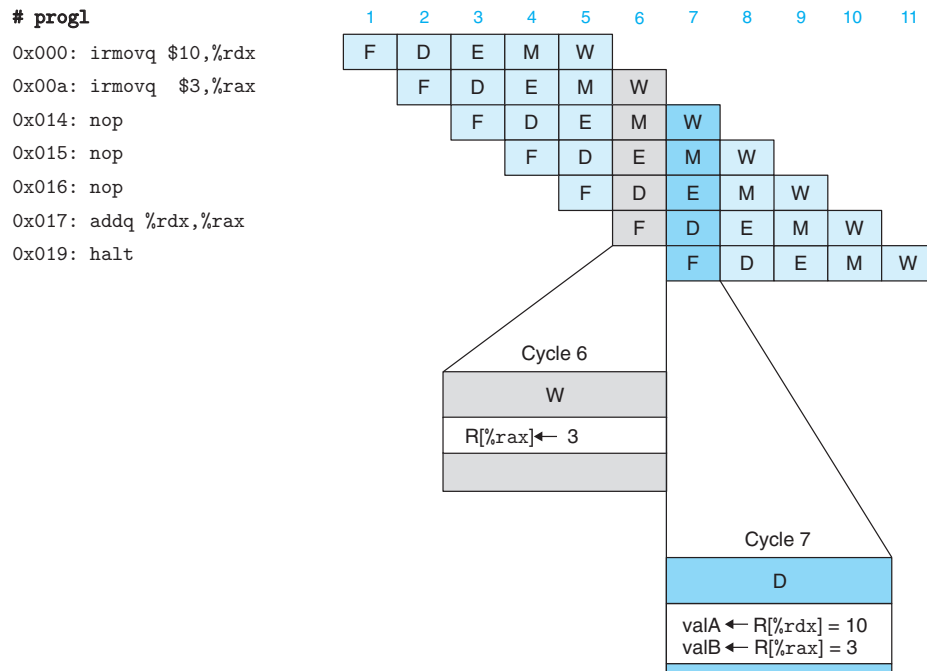 # prog1 1 2 3 4 5 6 7 8 9 10 11
0x000: irmovq $10,%rdx F D E M W
0x00a: irmovq $3,%rax F D E M W
0x014: nop F D E M W
0x015: nop F D E M W
0x016: nop F D E M W
0x017: addq %rdx,%rax F D E M W
0x019: halt F D E M W
Cycle 6
W
R[%rax]← 3
Cycle 7
D
valA ← R[%rdx] = 10
valB ← R[%rax] = 3